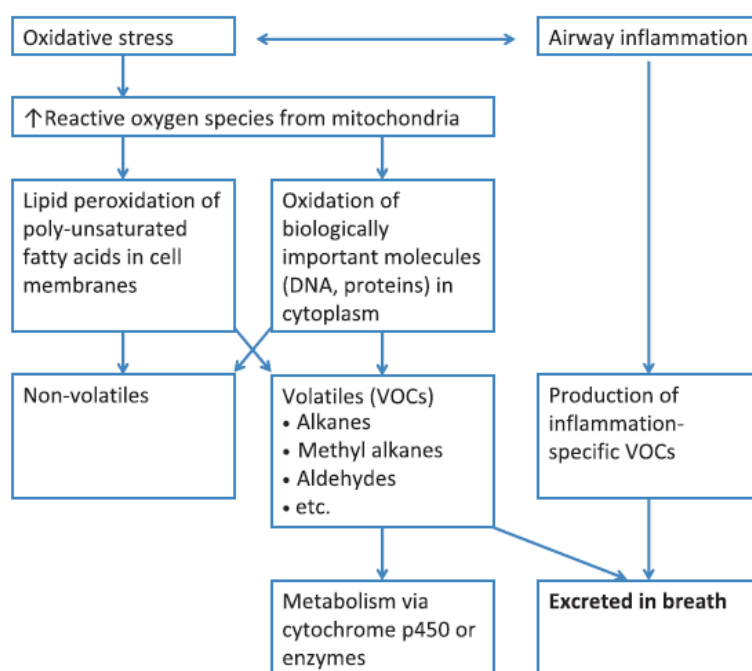 Oxidative stress
Airway inflammation
↑Reactive oxygen species from mitochondria
Lipid peroxidation of
poly-unsaturated
fatty acids in cell
membranes
Oxidation of
biologically
important molecules
(DNA, proteins) in
cytoplasm
Non-volatiles
Volatiles (VOCs)
• Alkanes
• Methyl alkanes
• Aldehydes
• etc.
Production of
inflammation-
specific VOCs
Metabolism via
cytochrome p450 or
enzymes
Excreted in breath